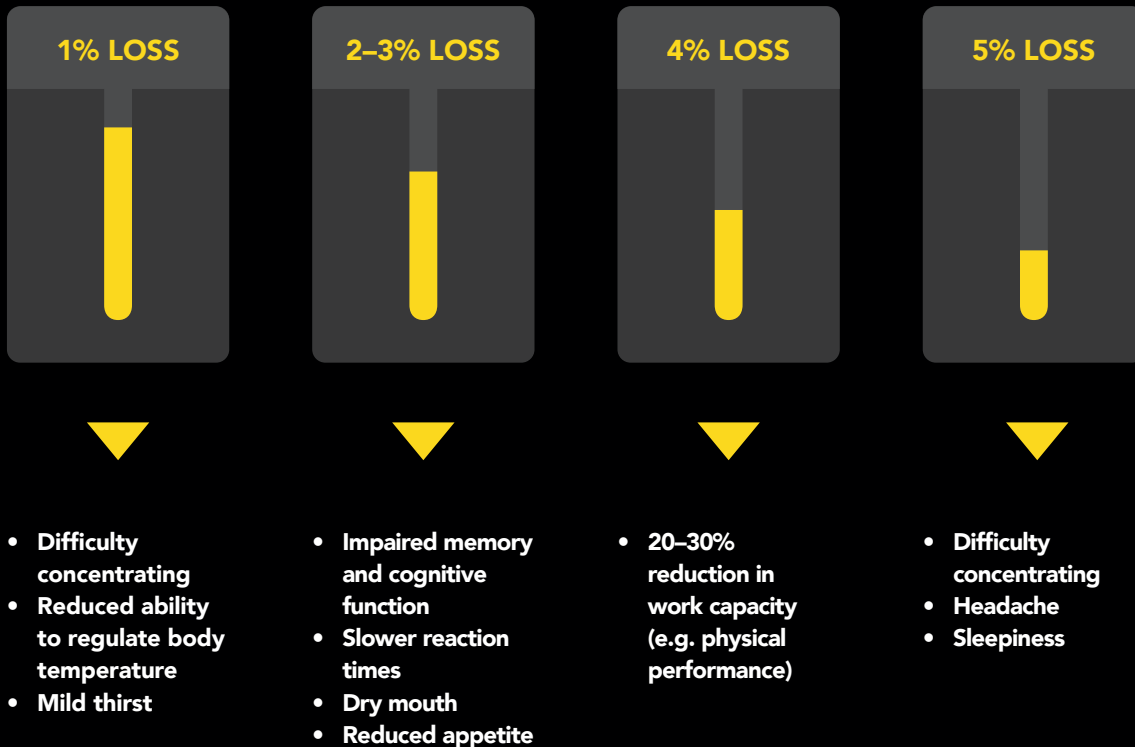 1% LOSS
2–3% LOSS
4% LOSS
5% LOSS
• Difficulty
concentrating
• Reduced ability
to regulate body
temperature
• Mild thirst
• Impaired memory
and cognitive
function
• Slower reaction
times
• Dry mouth
• Reduced appetite
• 20–30%
reduction in
work capacity
(e.g. physical
performance)
• Difficulty
concentrating
• Headache
• Sleepiness